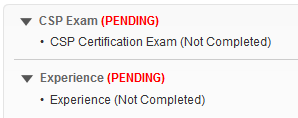 CSP Exam (PENDING)
• CSP Certification Exam (Not Completed)
Experience (PENDING)
• Experience (Not Completed)